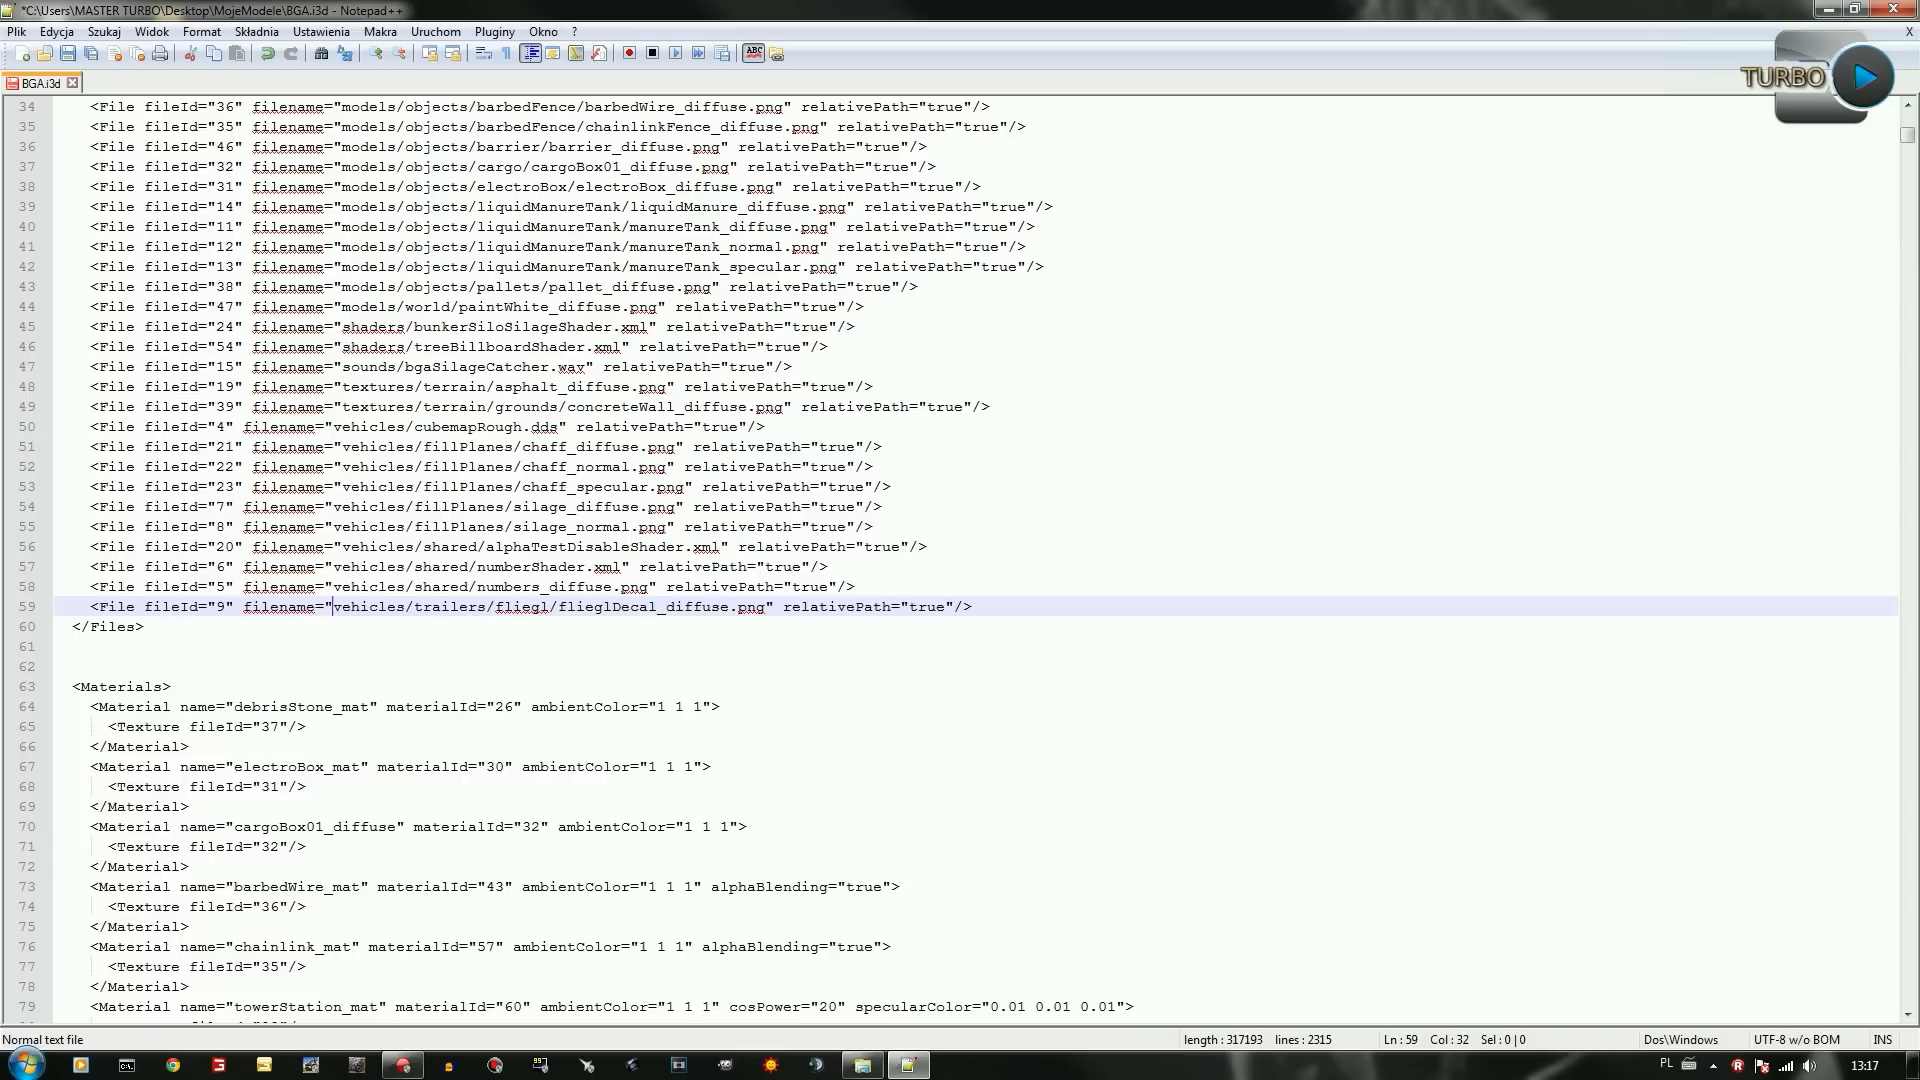 *C:\Users\MASTER TURBO\Desktop\MojeModele\BGA.i3d - Notepad++
Plik Edycja Szukaj Widok Format Składnia Ustawienia Makra Uruchom Pluginy Okno ? X
ABC
BGA.i3d
TURBO
34 <File fileId="36" filename="models/objects/barbedFence/barbedWire_diffuse.png" relativePath="true"/>
35 <File fileId="35" filename="models/objects/barbedFence/chainlinkFence_diffuse.png" relativePath="true"/>
36 <File fileId="46" filename="models/objects/barrier/barrier_diffuse.png" relativePath="true"/>
37 <File fileId="32" filename="models/objects/cargo/cargoBox01_diffuse.png" relativePath="true"/>
38 <File fileId="31" filename="models/objects/electroBox/electroBox_diffuse.png" relativePath="true"/>
39 <File fileId="14" filename="models/objects/liquidManureTank/liquidManure_diffuse.png" relativePath="true"/>
40 <File fileId="11" filename="models/objects/liquidManureTank/manureTank_diffuse.png" relativePath="true"/>
41 <File fileId="12" filename="models/objects/liquidManureTank/manureTank_normal.png" relativePath="true"/>
42 <File fileId="13" filename="models/objects/liquidManureTank/manureTank_specular.png" relativePath="true"/>
43 <File fileId="38" filename="models/objects/pallets/pallet_diffuse.png" relativePath="true"/>
44 <File fileId="47" filename="models/world/paintWhite_diffuse.png" relativePath="true"/>
45 <File fileId="24" filename="shaders/bunkerSiloSilageShader.xml" relativePath="true"/>
46 <File fileId="54" filename="shaders/treeBillboardShader.xml" relativePath="true"/>
47 <File fileId="15" filename="sounds/bgaSilageCatcher.wav" relativePath="true"/>
48 <File fileId="19" filename="textures/terrain/asphalt_diffuse.png" relativePath="true"/>
49 <File fileId="39" filename="textures/terrain/grounds/concreteWall_diffuse.png" relativePath="true"/>
50 <File fileId="4" filename="vehicles/cubemapRough.dds" relativePath="true"/>
51 <File fileId="21" filename="vehicles/fillPlanes/chaff_diffuse.png" relativePath="true"/>
52 <File fileId="22" filename="vehicles/fillPlanes/chaff_normal.png" relativePath="true"/>
53 <File fileId="23" filename="vehicles/fillPlanes/chaff_specular.png" relativePath="true"/>
54 <File fileId="7" filename="vehicles/fillPlanes/silage_diffuse.png" relativePath="true"/>
55 <File fileId="8" filename="vehicles/fillPlanes/silage_normal.png" relativePath="true"/>
56 <File fileId="20" filename="vehicles/shared/alphaTestDisableShader.xml" relativePath="true"/>
57 <File fileId="6" filename="vehicles/shared/numberShader.xml" relativePath="true"/>
58 <File fileId="5" filename="vehicles/shared/numbers_diffuse.png" relativePath="true"/>
59 <File fileId="9" filename="vehicles/trailers/fliegl/flieglDecal_diffuse.png" relativePath="true"/>
60 </Files>
61
62
63 <Materials>
64 <Material name="debrisStone_mat" materialId="26" ambientColor="1 1 1">
65 <Texture fileId="37"/>
66 </Material>
67 <Material name="electroBox_mat" materialId="30" ambientColor="1 1 1">
68 <Texture fileId="31"/>
69 </Material>
70 <Material name="cargoBox01_diffuse" materialId="32" ambientColor="1 1 1">
71 <Texture fileId="32"/>
72 </Material>
73 <Material name="barbedWire_mat" materialId="43" ambientColor="1 1 1" alphaBlending="true">
74 <Texture fileId="36"/>
75 </Material>
76 <Material name="chainlink_mat" materialId="57" ambientColor="1 1 1" alphaBlending="true">
77 <Texture fileId="35"/>
78 </Material>
79 <Material name="towerStation_mat" materialId="60" ambientColor="1 1 1" cosPower="20" specularColor="0.01 0.01 0.01">
Normal text file length : 317193 lines : 2315 Ln : 59 Col : 32 Sel : 0 | 0 Dos\Windows UTF-8 w/o BOM INS
PL 13:17